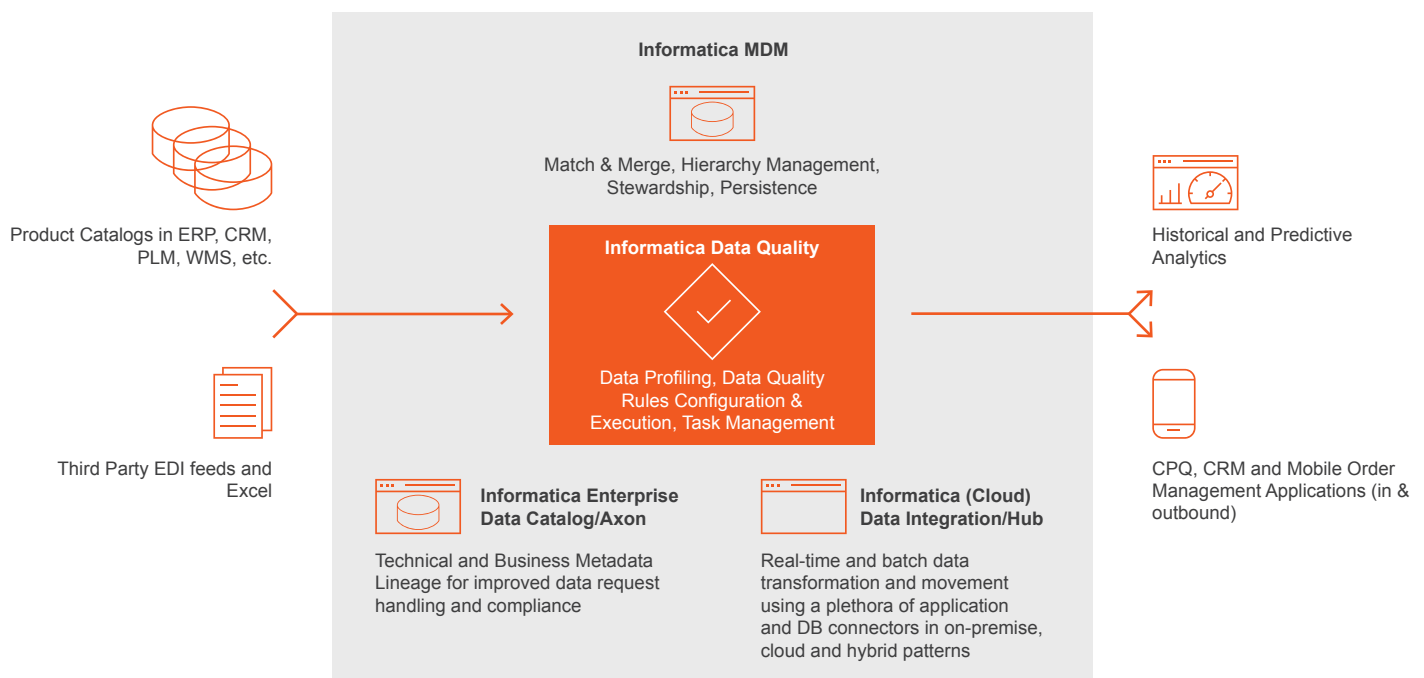 Informatica MDM
Match & Merge, Hierarchy Management,
Stewardship, Persistence
Product Catalogs in ERP, CRM,
PLM, WMS, etc.
Third Party EDI feeds and
Excel
Informatica Data Quality
Data Profiling, Data Quality
Rules Configuration &
Execution, Task Management
Informatica Enterprise
Data Catalog/Axon
Technical and Business Metadata
Lineage for improved data request
handling and compliance
Informatica (Cloud)
Data Integration/Hub
Real-time and batch data
transformation and movement
using a plethora of application
and DB connectors in on-premise,
cloud and hybrid patterns
Historical and Predictive
Analytics
CPQ, CRM and Mobile Order
Management Applications (in &
outbound)